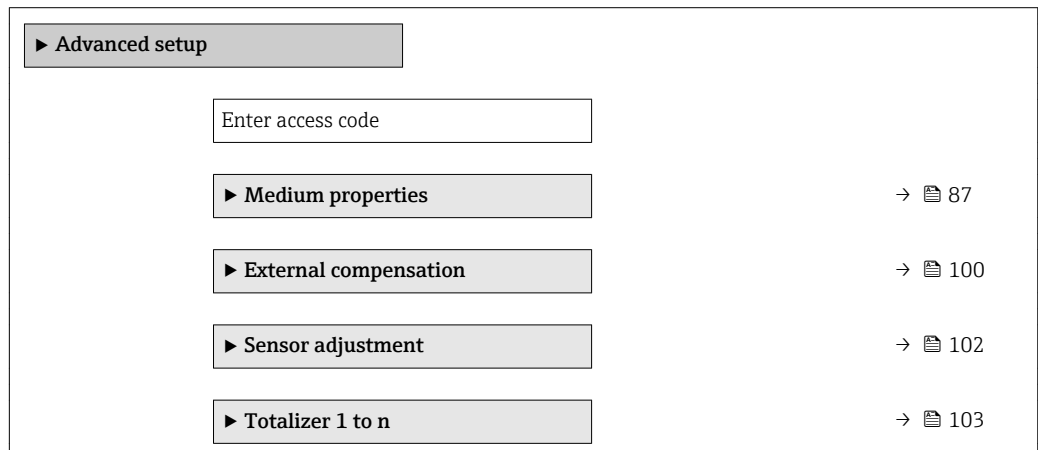 ▶ Advanced setup
Enter access code
▶ Medium properties → 🖹 87
▶ External compensation → 🖹 100
▶ Sensor adjustment → 🖹 102
▶ Totalizer 1 to n → 🖹 103